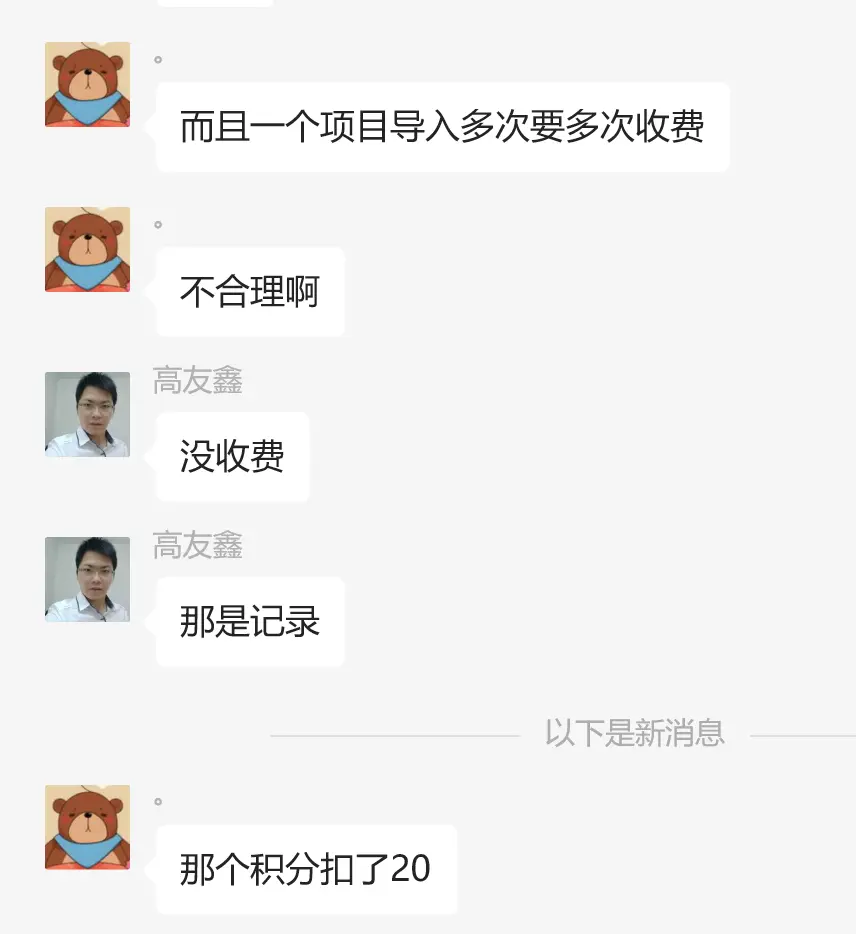 。
而且一个项目导入多次要多次收费
。
不合理啊
高友鑫
没收费
高友鑫
那是记录
以下是新消息
。
那个积分扣了20